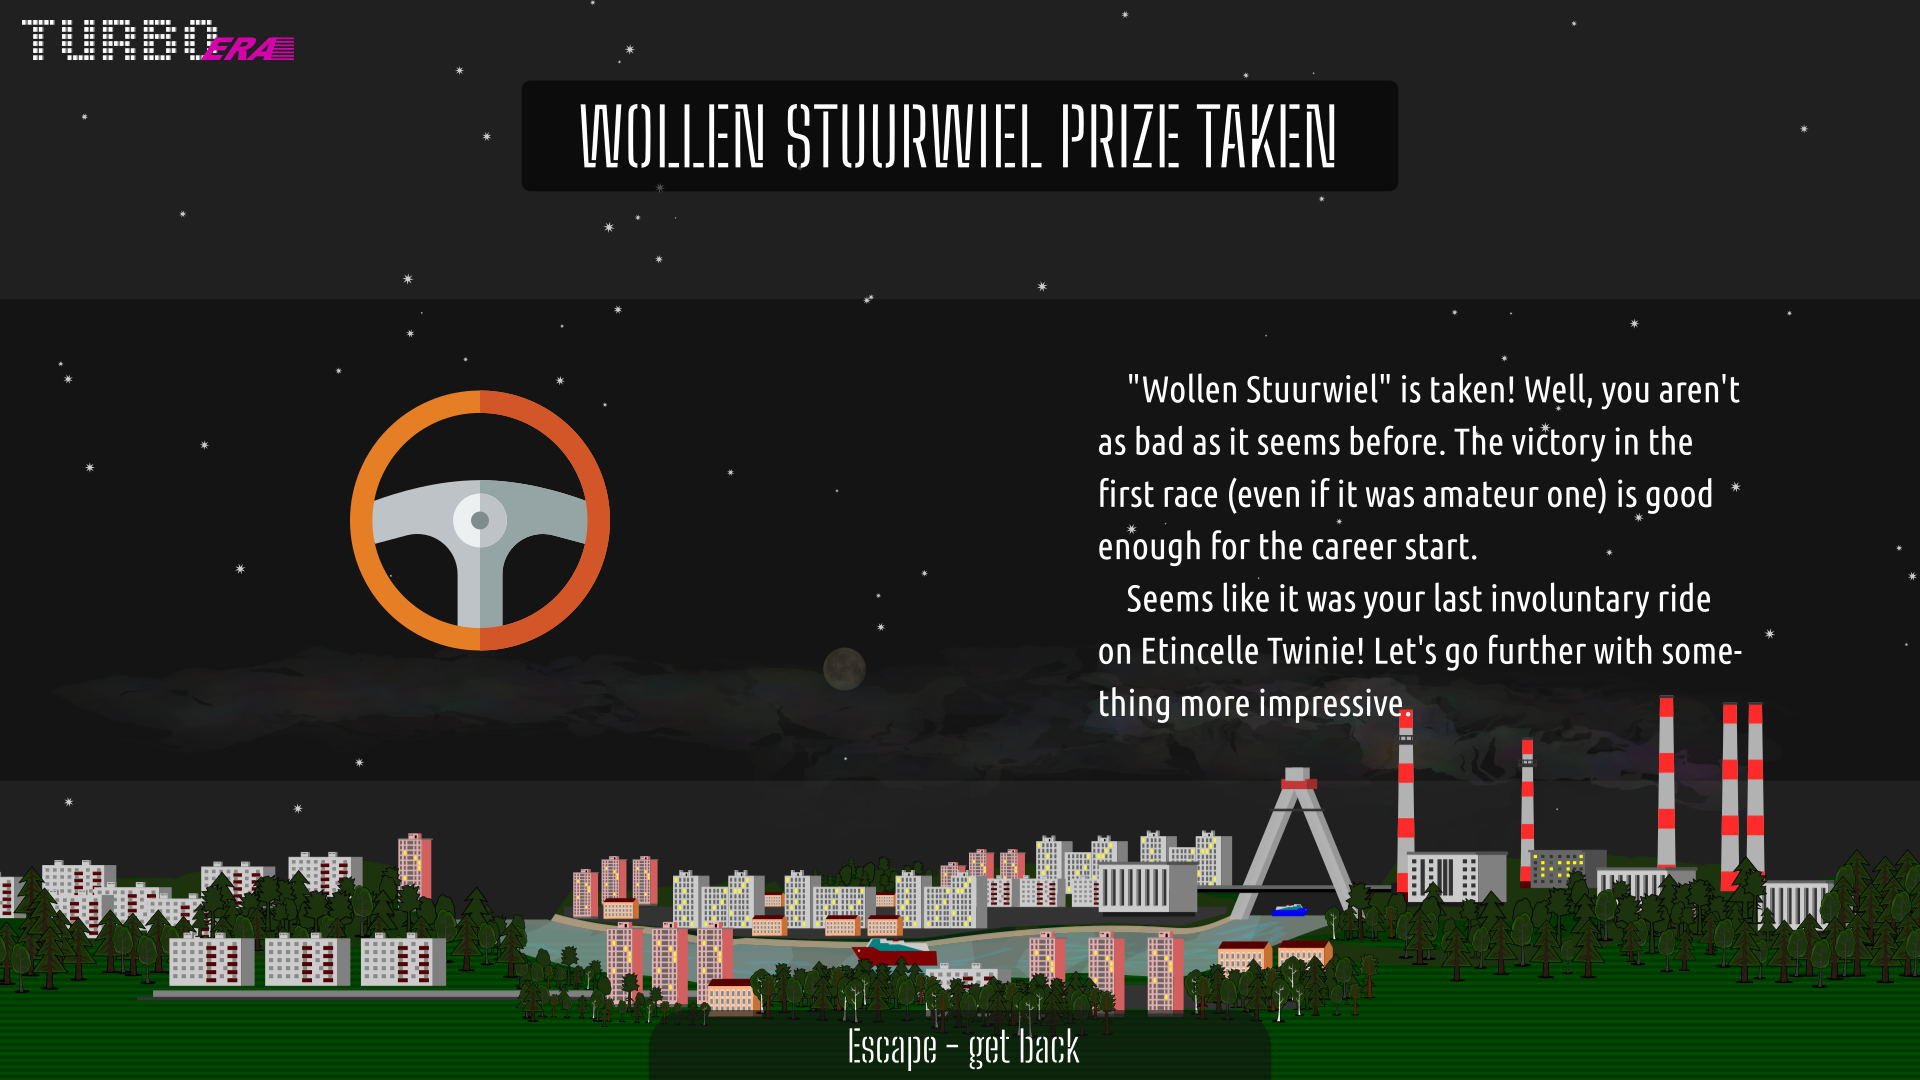 TURBO ERA
WOLLEN STUURWIEL PRIZE TAKEN
"Wollen Stuurwiel" is taken! Well, you aren't
as bad as it seems before. The victory in the
first race (even if it was amateur one) is good
enough for the career start.
Seems like it was your last involuntary ride
on Etincelle Twinie! Let's go further with some-
thing more impressive.
Escape - get back